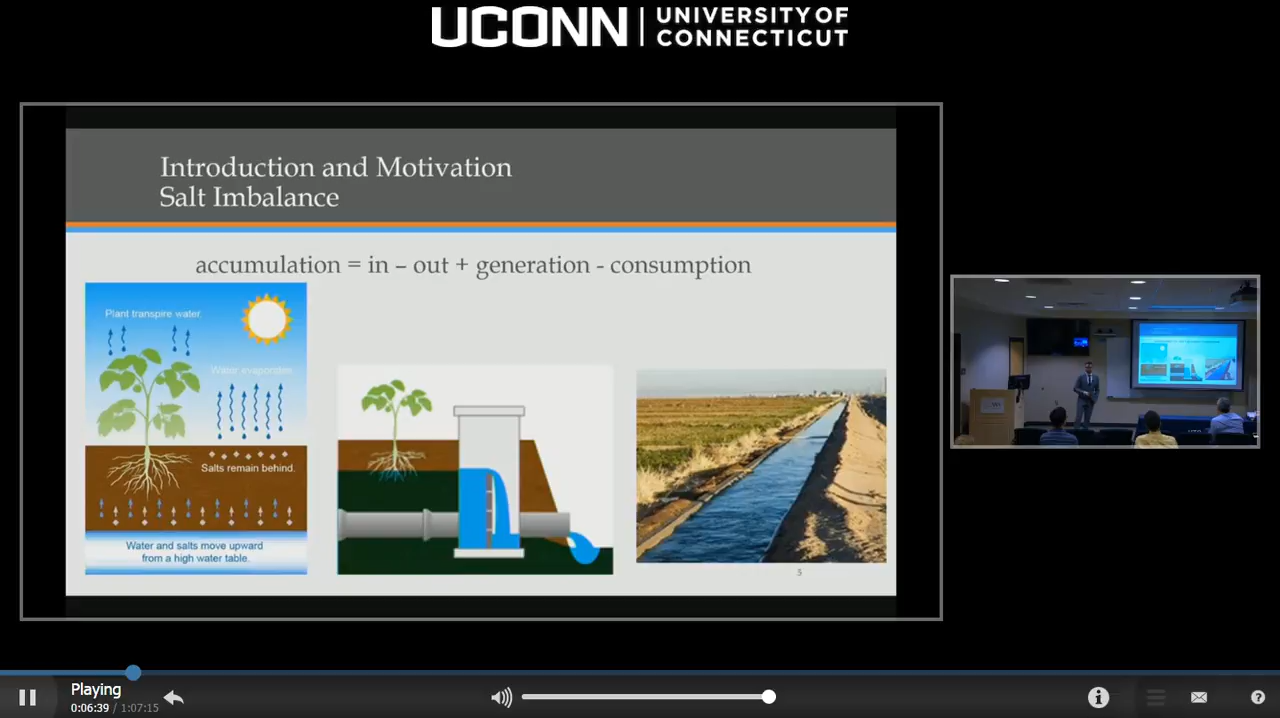 UCONN
UNIVERSITY OF
CONNECTICUT
Introduction and Motivation
Salt Imbalance
accumulation = in – out + generation - consumption
Plant transpire water.
Water evaporates.
Salts remain behind.
Water and salts move upward
from a high water table.
Playing
0:06:39 / 1:07:15